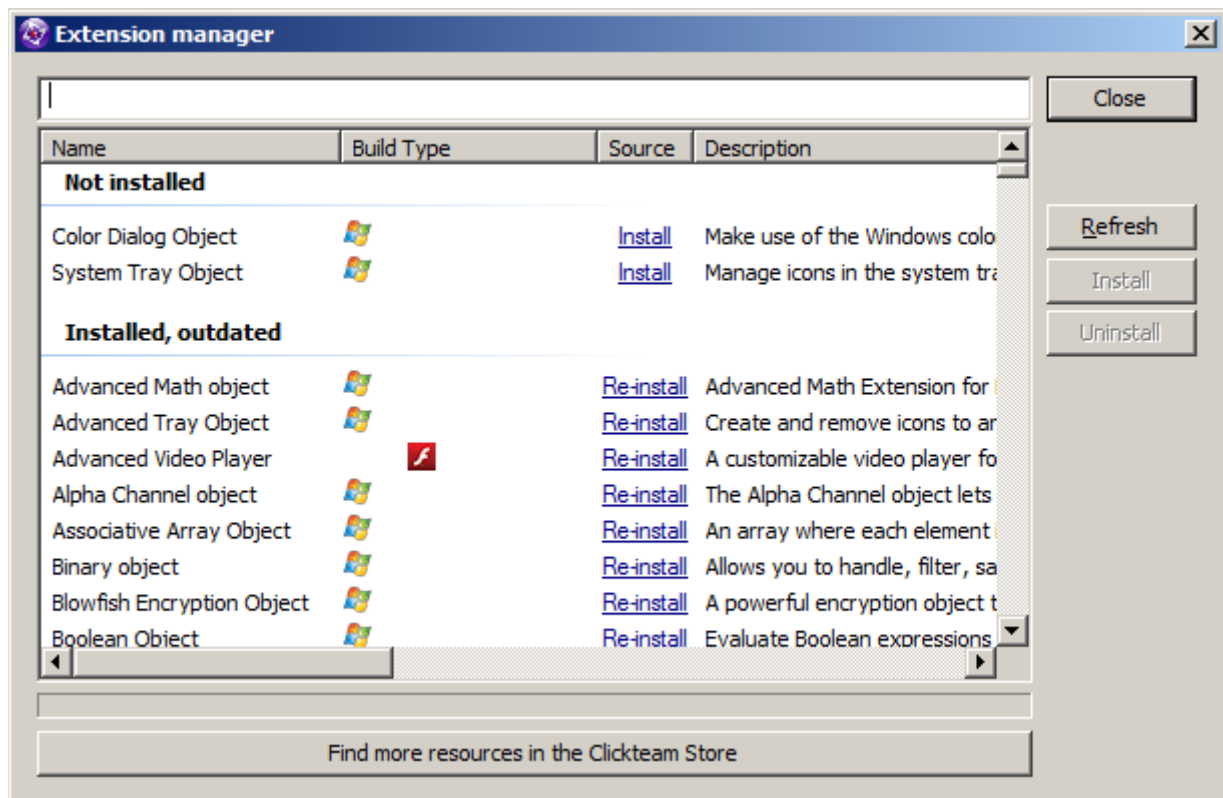 Extension manager
Close
Name Build Type Source Description
Not installed
Color Dialog Object Install Make use of the Windows colo
Refresh
System Tray Object Install Manage icons in the system tra
Install
Installed, outdated
Uninstall
Advanced Math object Re-install Advanced Math Extension for
Advanced Tray Object Re-install Create and remove icons to ar
Advanced Video Player Re-install A customizable video player fo
Alpha Channel object Re-install The Alpha Channel object lets
Associative Array Object Re-install An array where each element
Binary object Re-install Allows you to handle, filter, sa
Blowfish Encryption Object Re-install A powerful encryption object t
Boolean Object Re-install Evaluate Boolean expressions
Find more resources in the Clickteam Store